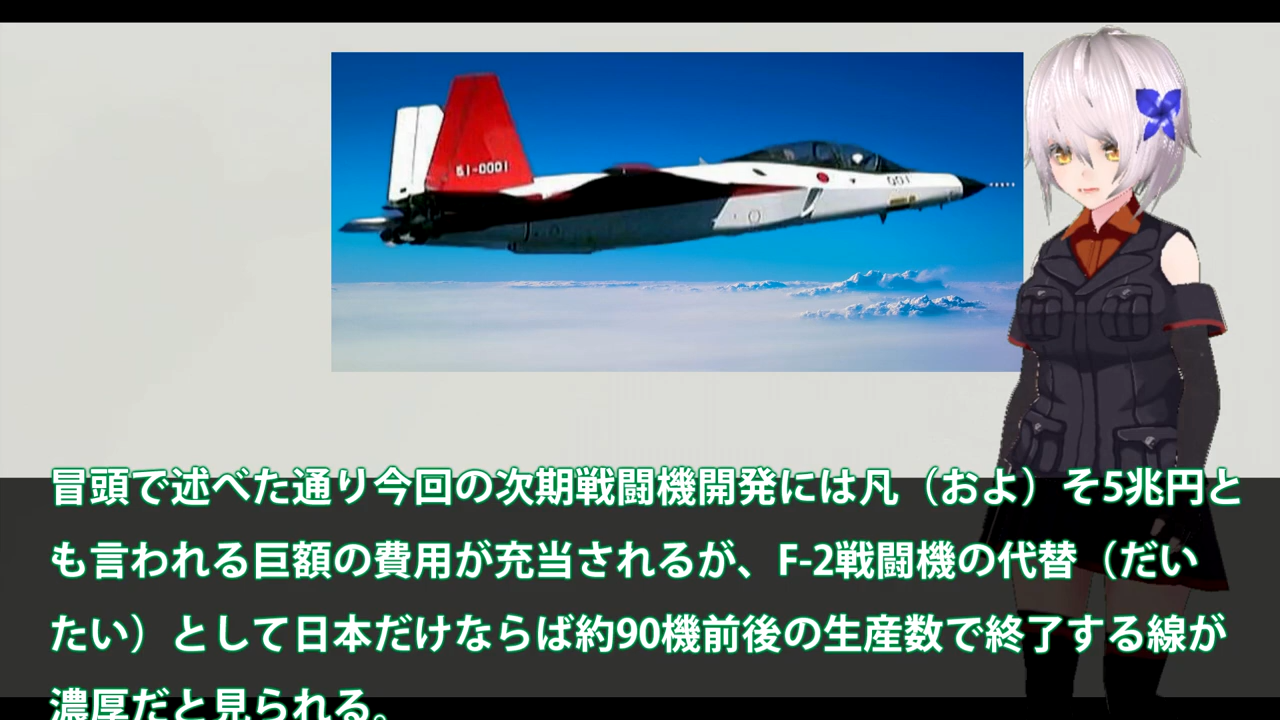 51-0001
001
冒頭で述べた通り今回の次期戦闘機開発には凡（およ）そ5兆円と
も言われる巨額の費用が充当されるが、F-2戦闘機の代替（だい
たい）として日本だけならば約90機前後の生産数で終了する線が
濃厚だと見られる。